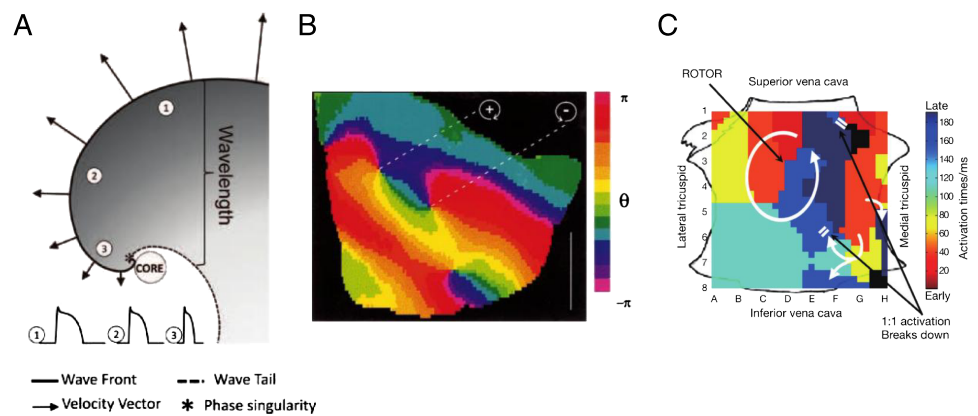 A
1
2
3
Wavelength
*
CORE
1
2
3
Wave Front
Wave Tail
Velocity Vector
* Phase singularity
B
+
-
π
θ
-π
C
ROTOR
Superior vena cava
Lateral tricuspid
1
2
3
4
5
6
7
8
A B C D E F G H
Inferior vena cava
Medial tricuspid
Late
180
160
140
120
100
80
60
40
20
Early
Activation times/ms
1:1 activation
Breaks down